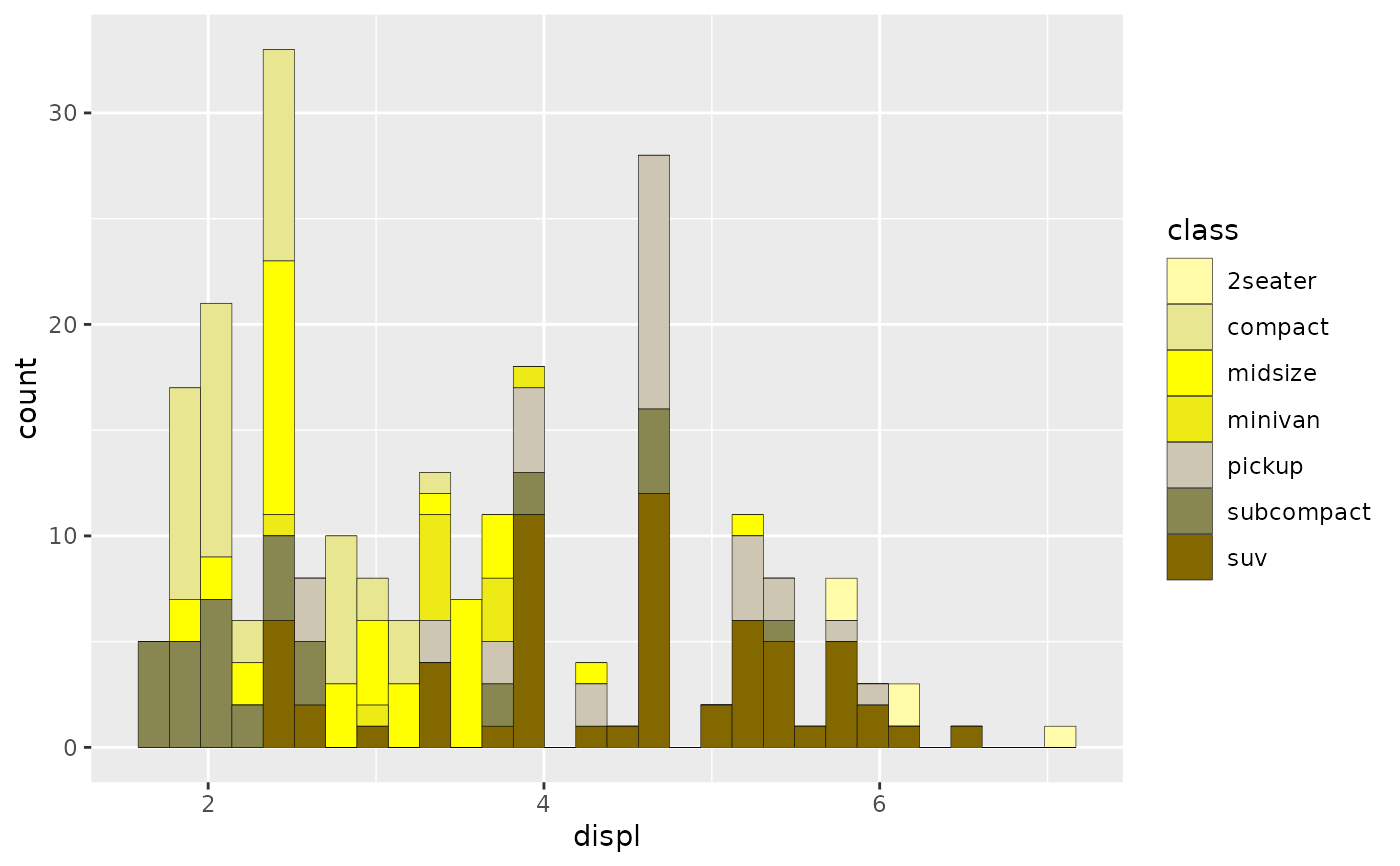 30
20
10
0
count
2 4 6
displ
class
2seater
compact
midsize
minivan
pickup
subcompact
suv